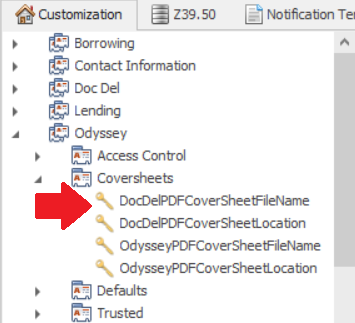 Customization Z39.50 Notification Te
Borrowing
Contact Information
Doc Del
Lending
Odyssey
Access Control
Coversheets
DocDelPDFCoverSheetFileName
DocDelPDFCoverSheetLocation
OdysseyPDFCoverSheetFileName
OdysseyPDFCoverSheetLocation
Defaults
Trusted